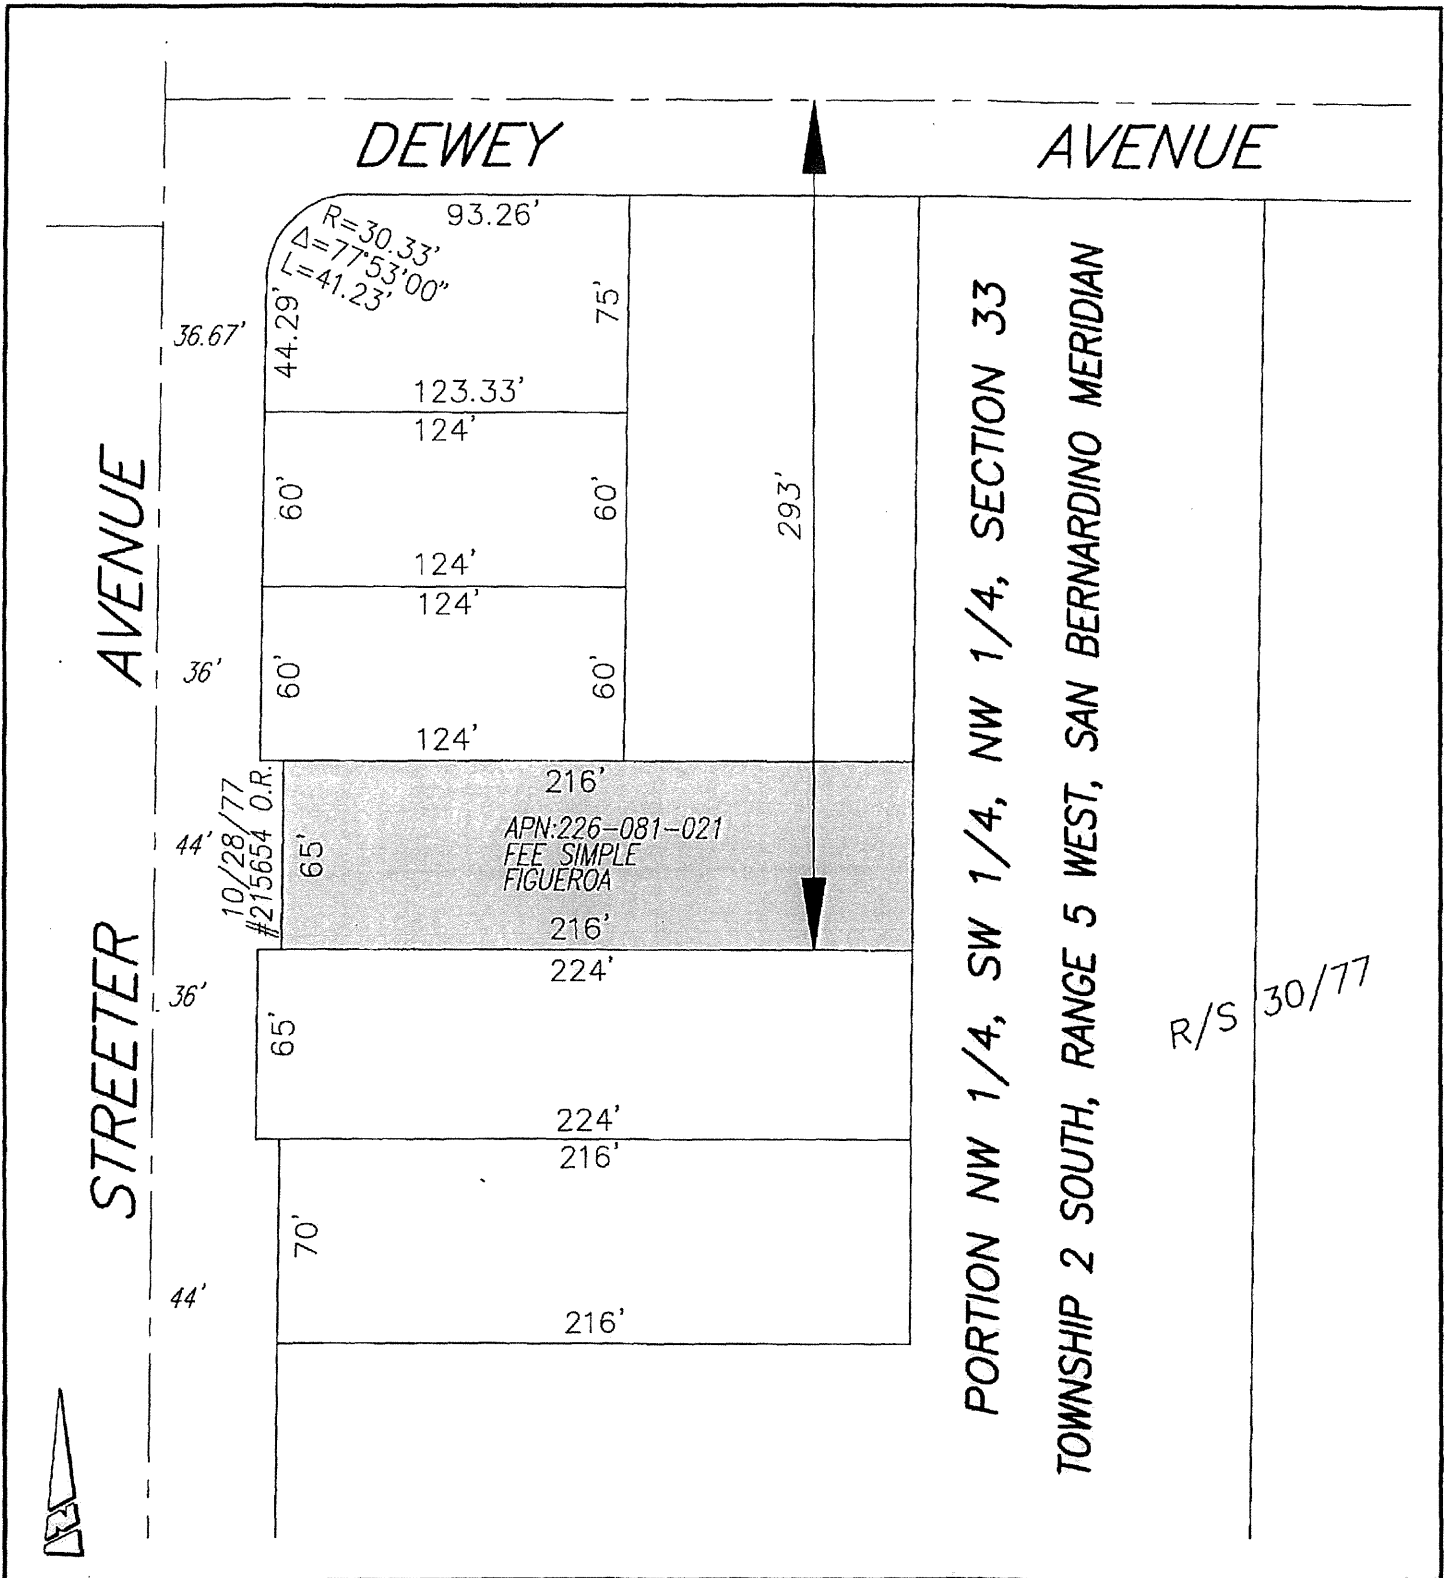 DEWEY AVENUE
93.26'
R=30.33'
Δ=77°53'00"
L=41.23'
44.29'
75'
36.67'
123.33'
124'
60'
60'
124'
124'
60'
60'
36'
124'
293'
216'
10/28/77
#215654 O.R.
44'
65'
APN:226-081-021
FEE SIMPLE
FIGUEROA
216'
224'
36'
65'
224'
216'
70'
44'
216'
STREETER AVENUE
PORTION NW 1/4, SW 1/4, NW 1/4, SECTION 33
TOWNSHIP 2 SOUTH, RANGE 5 WEST, SAN BERNARDINO MERIDIAN
R/S 30/77
N